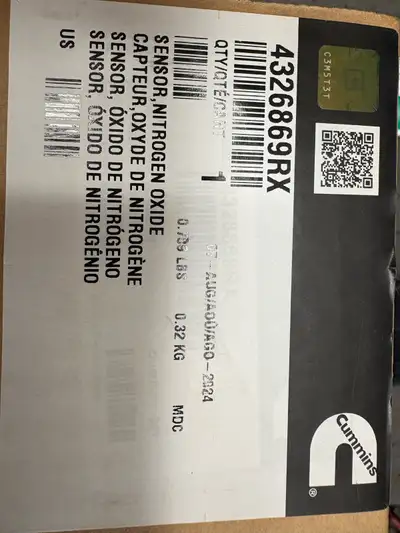 C3M5T3T
4326869RX
QTY/QTÉ/CANT 1
07-AUG/AOÛ/AGO-2024
0.709 LBS 0.32 KG MDC
SENSOR,NITROGEN OXIDE
CAPTEUR,OXYDE DE NITROGÈNE
SENSOR, ÓXIDO DE NITRÓGENO
SENSOR, ÓXIDO DE NITROGÊNIO
US
Cummins
®